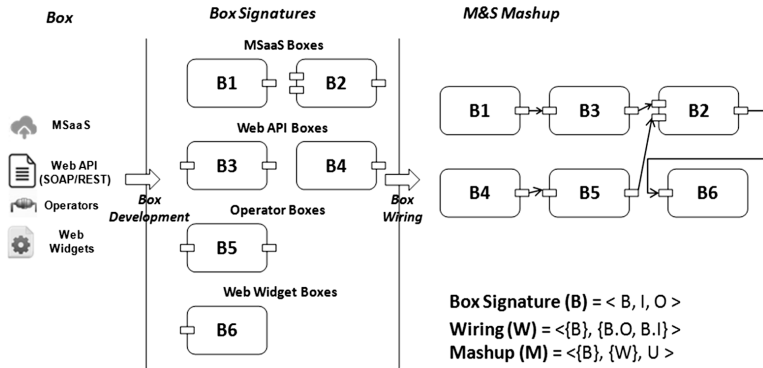 Box
Box Signatures
M&S Mashup
MSaaS Boxes
B1
B2
Web API Boxes
B3
B4
Operator Boxes
B5
Web Widget Boxes
B6
MSaaS
Web API
(SOAP/REST)
Operators
Web
Widgets
Box
Development
Box
Wiring
B1
B3
B2
B4
B5
B6
Box Signature (B) = < B, I, O >
Wiring (W) = <{B}, {B.O, B.I}>
Mashup (M) = <{B}, {W}, U >